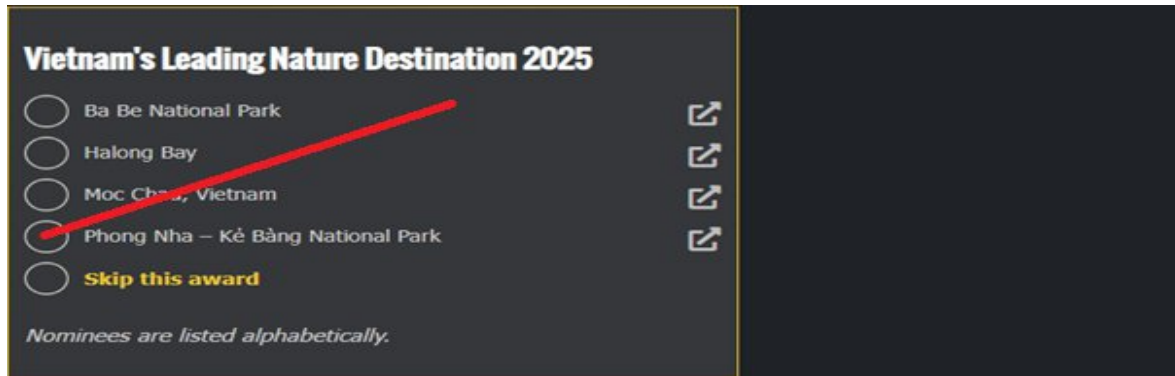 Vietnam's Leading Nature Destination 2025
Ba Be National Park
Halong Bay
Moc Chau, Vietnam
Phong Nha – Kẻ Bàng National Park
Skip this award
Nominees are listed alphabetically.